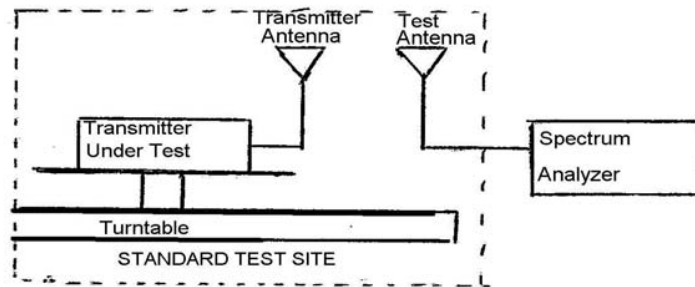 Transmitter
Antenna
Test
Antenna
Transmitter
Under Test
Spectrum
Analyzer
Turntable
STANDARD TEST SITE